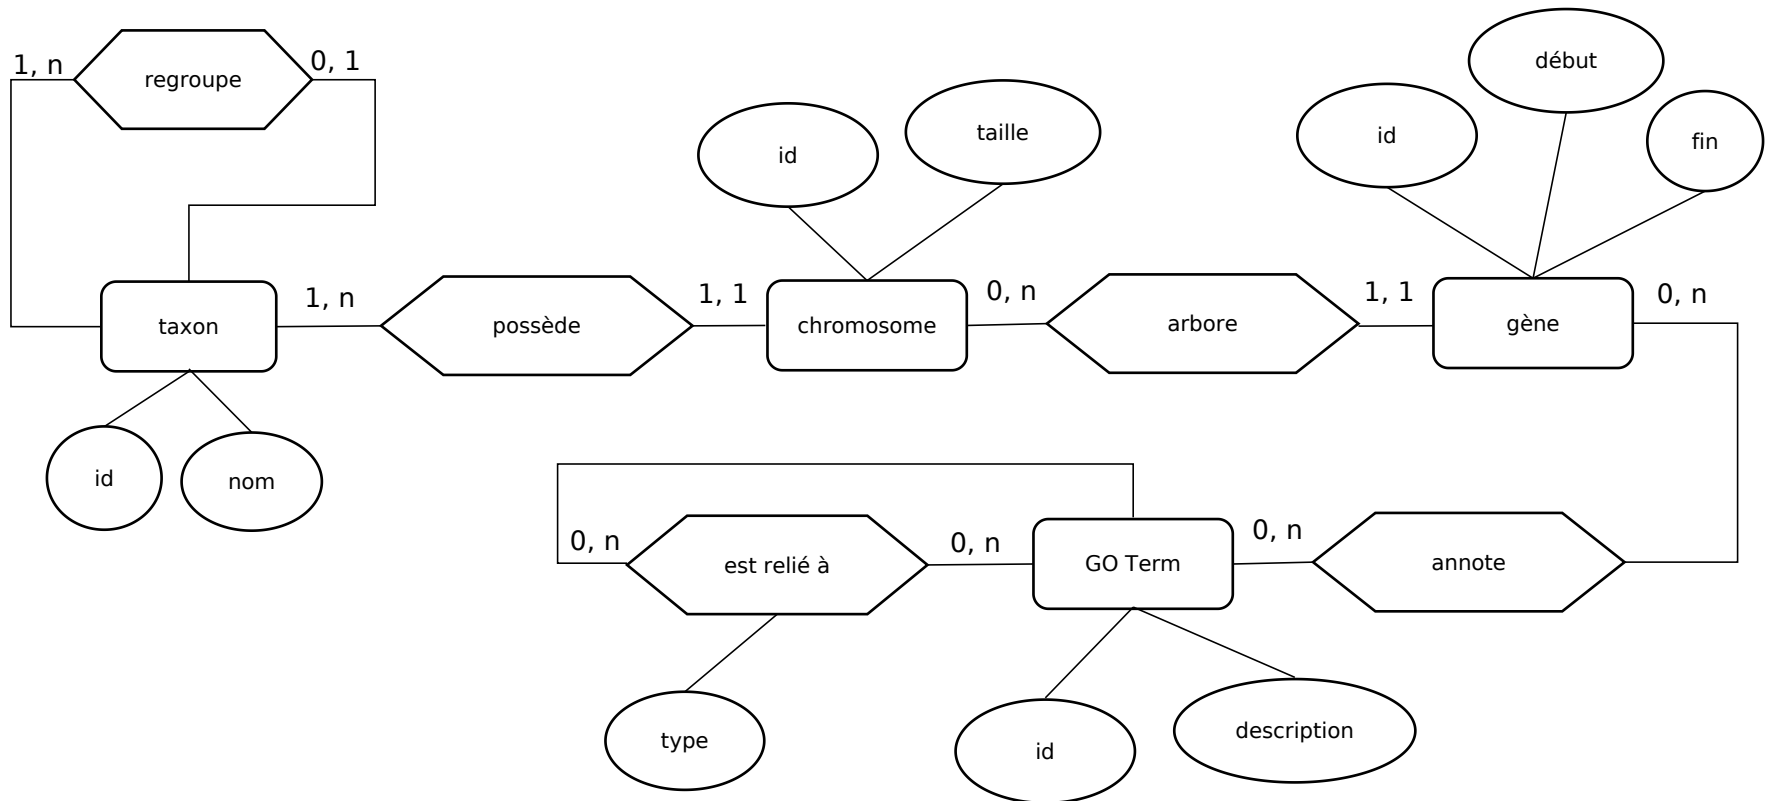 début
1, n
regroupe
0, 1
id
taille
id
fin
1, n
taxon
possède
1, 1
chromosome
0, n
arbore
1, 1
gène
0, n
id
nom
0, n
est relié à
0, n
GO Term
0, n
annote
type
id
description